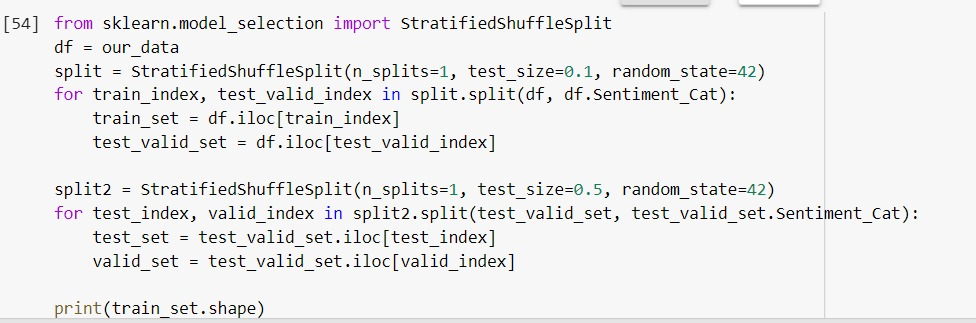 [54] from sklearn.model_selection import StratifiedShuffleSplit
df = our_data
split = StratifiedShuffleSplit(n_splits=1, test_size=0.1, random_state=42)
for train_index, test_valid_index in split.split(df, df.Sentiment_Cat):
    train_set = df.iloc[train_index]
    test_valid_set = df.iloc[test_valid_index]

split2 = StratifiedShuffleSplit(n_splits=1, test_size=0.5, random_state=42)
for test_index, valid_index in split2.split(test_valid_set, test_valid_set.Sentiment_Cat):
    test_set = test_valid_set.iloc[test_index]
    valid_set = test_valid_set.iloc[valid_index]

print(train_set.shape)